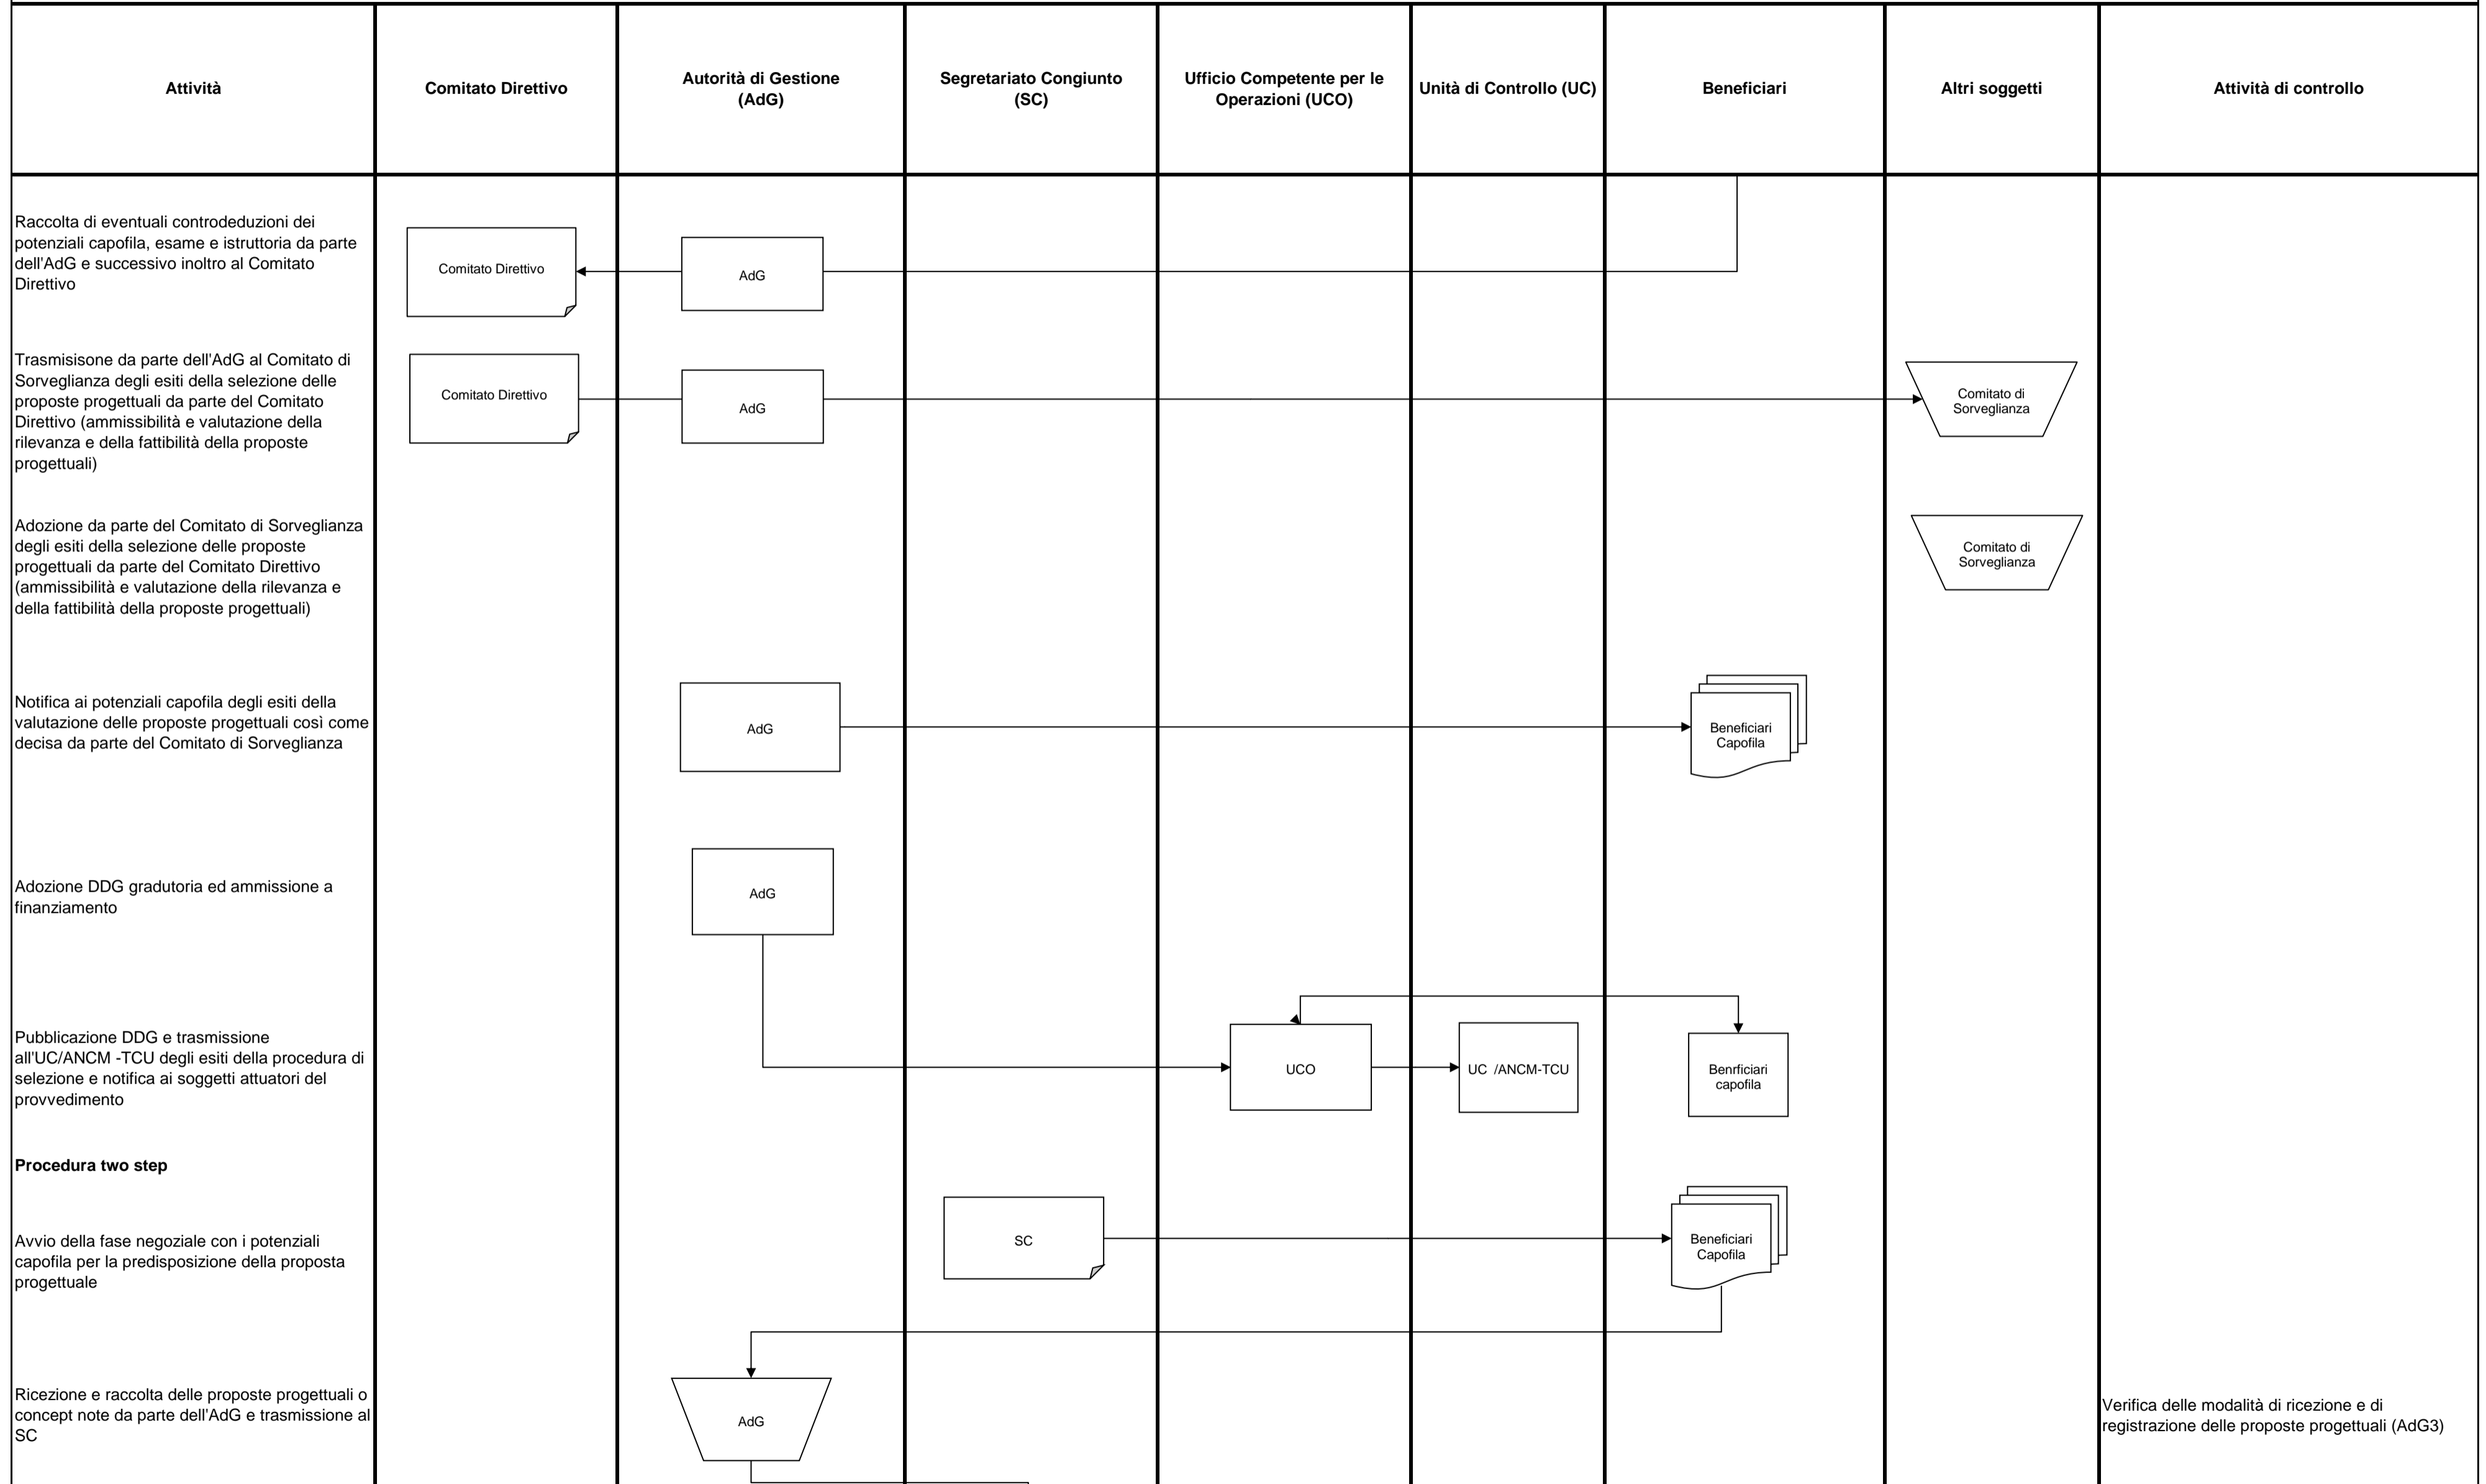 Attività
Comitato Direttivo
Autorità di Gestione
(AdG)
Segretariato Congiunto
(SC)
Ufficio Competente per le
Operazioni (UCO)
Unità di Controllo (UC)
Beneficiari
Altri soggetti
Attività di controllo
Raccolta di eventuali controdeduzioni dei
potenziali capofila, esame e istruttoria da parte
dell'AdG e successivo inoltro al Comitato
Direttivo
Comitato Direttivo
AdG
Trasmisisone da parte dell'AdG al Comitato di
Sorveglianza degli esiti della selezione delle
proposte progettuali da parte del Comitato
Direttivo (ammissibilità e valutazione della
rilevanza e della fattibilità della proposte
progettuali)
Comitato Direttivo
AdG
Comitato di
Sorveglianza
Adozione da parte del Comitato di Sorveglianza
degli esiti della selezione delle proposte
progettuali da parte del Comitato Direttivo
(ammissibilità e valutazione della rilevanza e
della fattibilità della proposte progettuali)
Comitato di
Sorveglianza
Notifica ai potenziali capofila degli esiti della
valutazione delle proposte progettuali così come
decisa da parte del Comitato di Sorveglianza
AdG
Beneficiari
Capofila
Adozione DDG gradutoria ed ammissione a
finanziamento
AdG
Pubblicazione DDG e trasmissione
all'UC/ANCM -TCU degli esiti della procedura di
selezione e notifica ai soggetti attuatori del
provvedimento
UCO
UC /ANCM-TCU
Benrficiari
capofila
Procedura two step
Avvio della fase negoziale con i potenziali
capofila per la predisposizione della proposta
progettuale
SC
Beneficiari
Capofila
Ricezione e raccolta delle proposte progettuali o
concept note da parte dell'AdG e trasmissione al
SC
AdG
Verifica delle modalità di ricezione e di
registrazione delle proposte progettuali (AdG3)